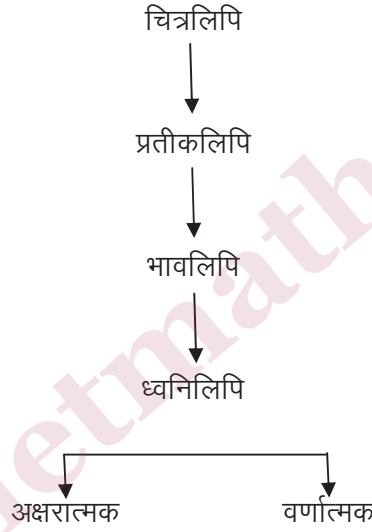 चित्रलिपि
प्रतीकलिपि
भावलिपि
ध्वनिलिपि
अक्षरात्मक वर्णात्मक